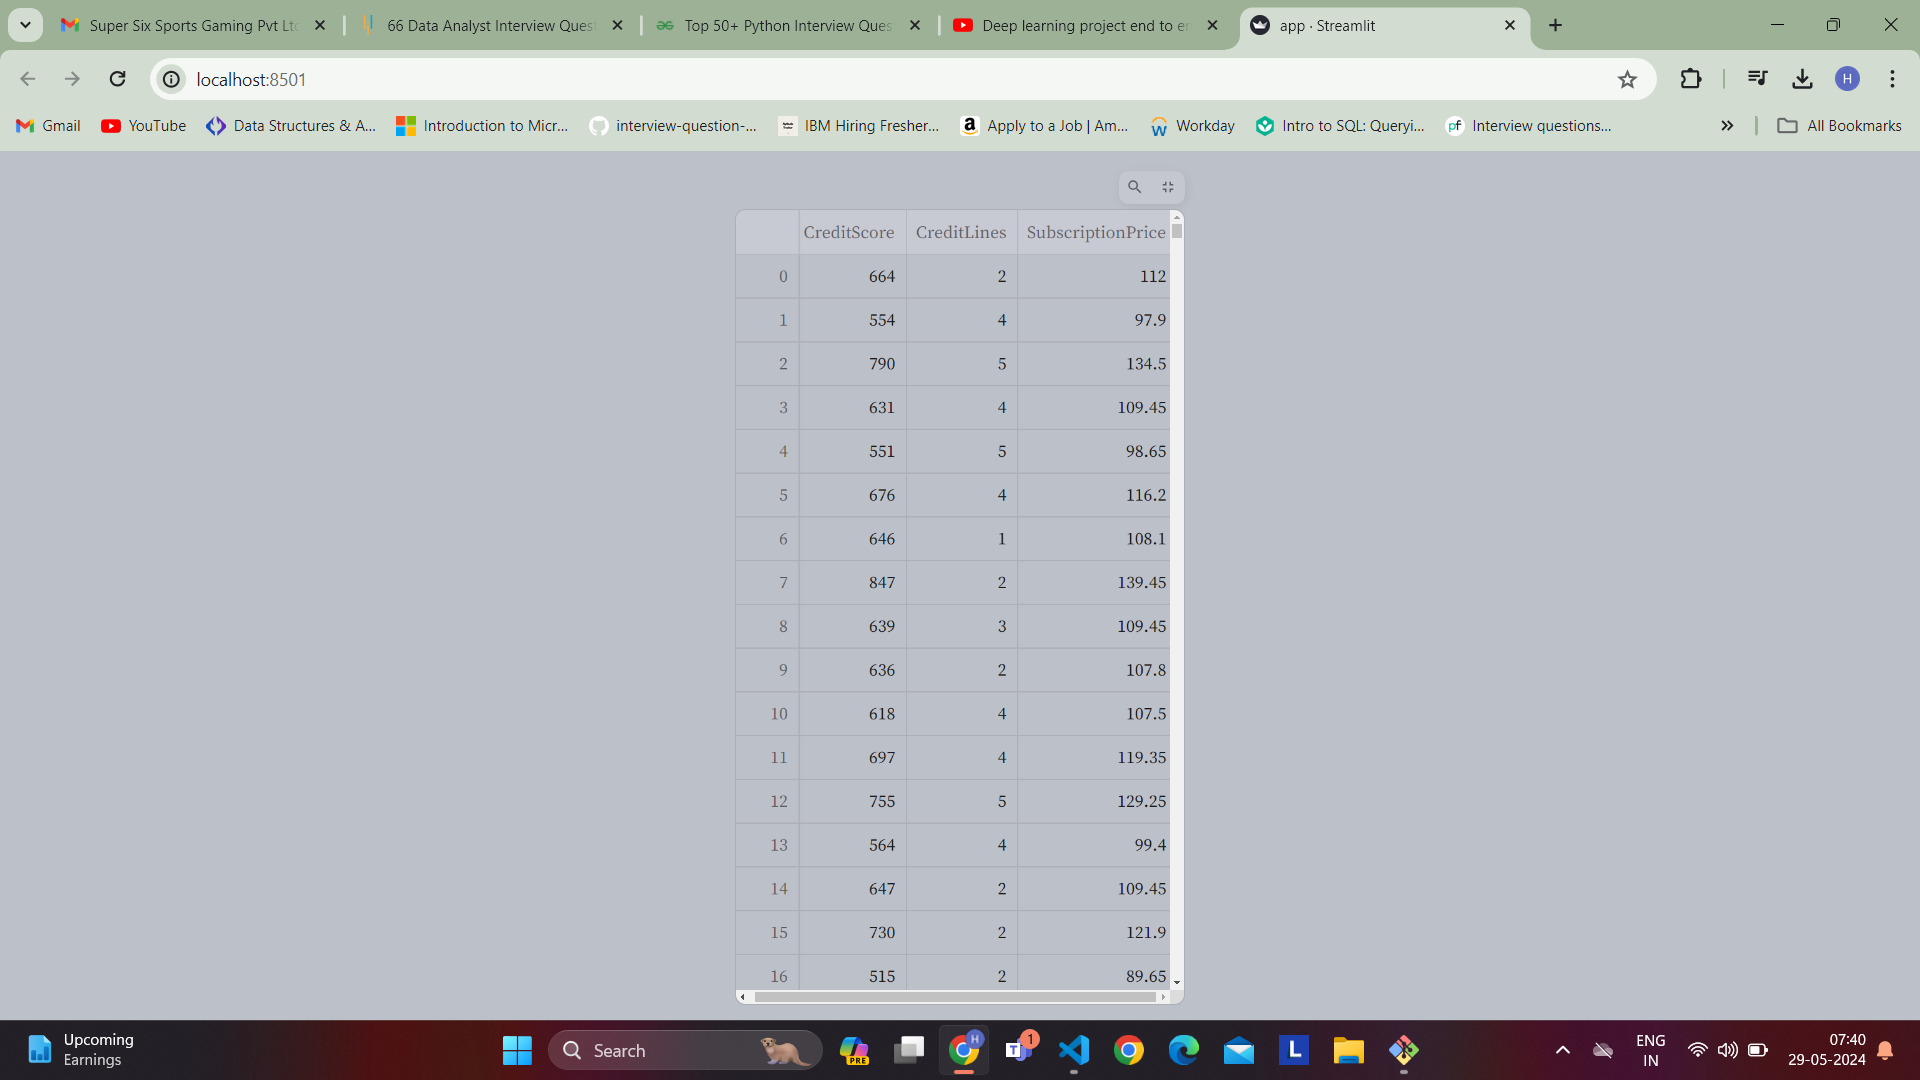 Super Six Sports Gaming Pvt Ltd
66 Data Analyst Interview Quest
Top 50+ Python Interview Ques
Deep learning project end to en
app · Streamlit
localhost:8501
H
Gmail
YouTube
Data Structures & A...
Introduction to Micr...
interview-question-...
IBM Hiring Fresher...
Apply to a Job | Am...
Workday
Intro to SQL: Queryi...
pf
Interview questions...
All Bookmarks
CreditScore CreditLines SubscriptionPrice
0 664 2 112
1 554 4 97.9
2 790 5 134.5
3 631 4 109.45
4 551 5 98.65
5 676 4 116.2
6 646 1 108.1
7 847 2 139.45
8 639 3 109.45
9 636 2 107.8
10 618 4 107.5
11 697 4 119.35
12 755 5 129.25
13 564 4 99.4
14 647 2 109.45
15 730 2 121.9
16 515 2 89.65
Upcoming
Earnings
Search
PRE
H
T
1
L
ENG
IN
07:40
29-05-2024